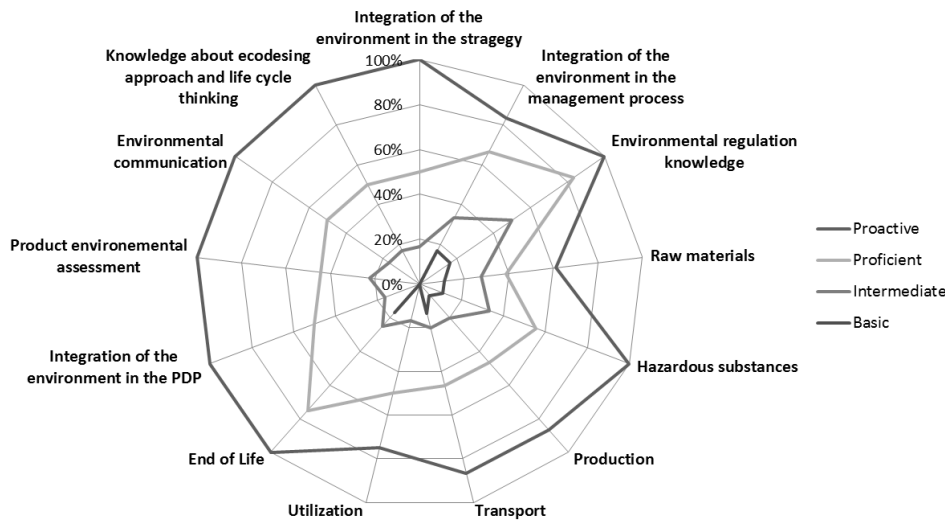 Integration of the
environment in the stragegy
Knowledge about ecodesing
approach and life cycle
thinking
Integration of the
environment in the
management process
Environmental
communication
Environmental regulation
knowledge
Product environemental
assessment
Raw materials
Integration of the
environment in the PDP
Hazardous substances
End of Life
Production
Utilization
Transport
100%
80%
60%
40%
20%
0%
Proactive
Proficient
Intermediate
Basic